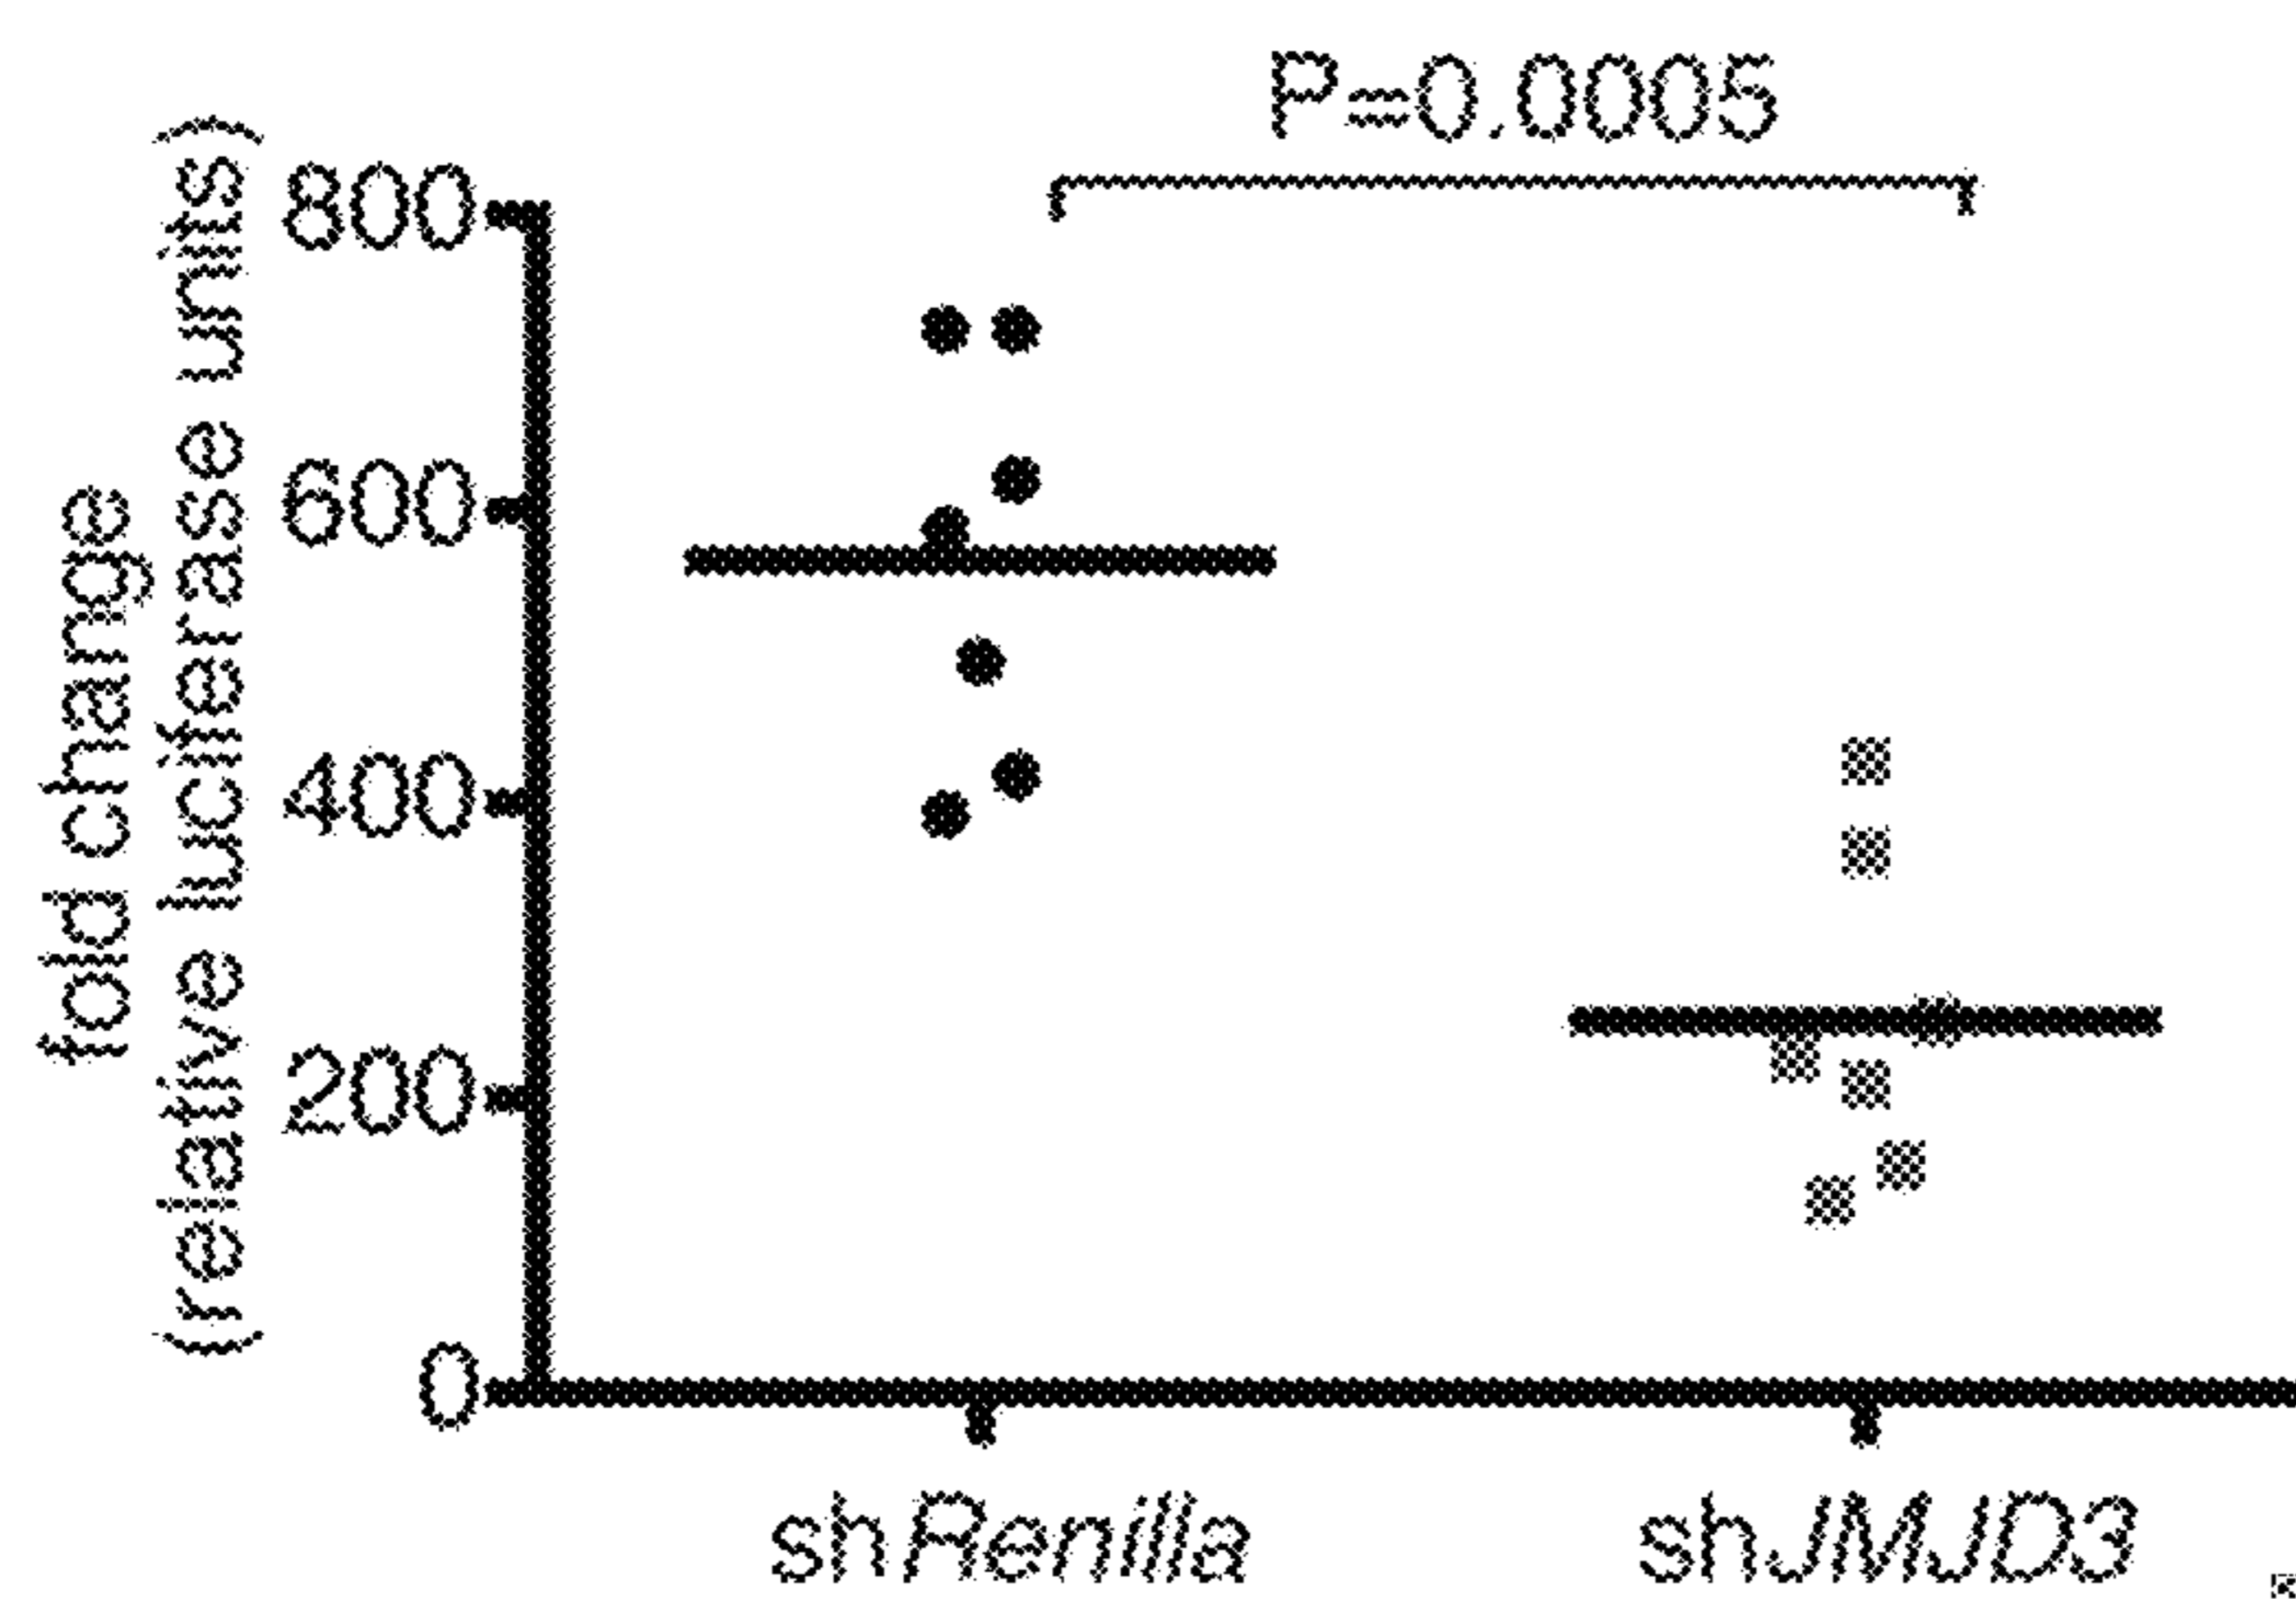 P=0.0005
fold change
(relative luciferase units)
800
600
400
200
0
shRenilla
shJMJD3